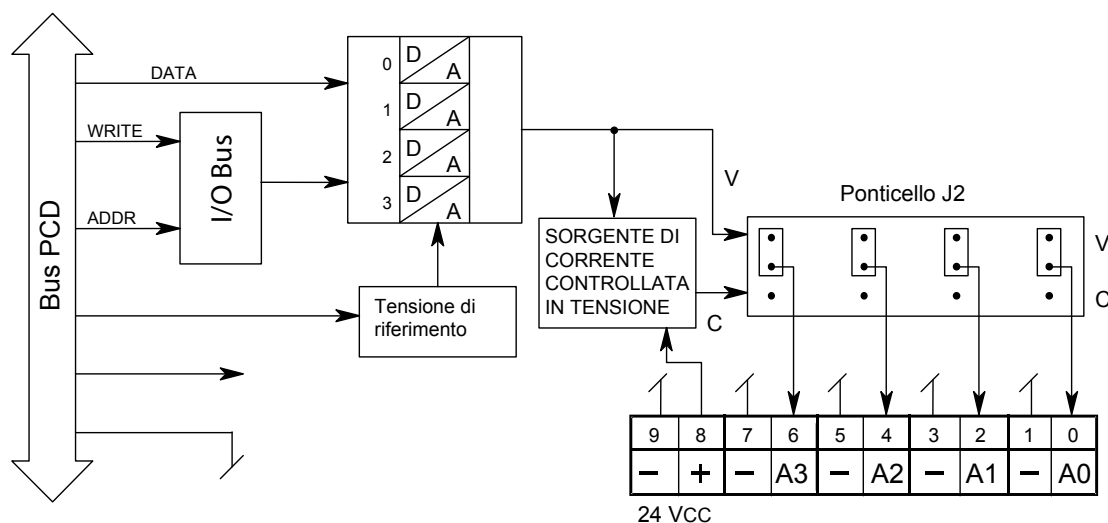 Bus PCD
DATA
WRITE
ADDR
I/O Bus
0 D A
1 D A
2 D A
3 D A
Tensione di
riferimento
V
SORGENTE DI
CORRENTE
CONTROLLATA
IN TENSIONE
C
Ponticello J2
V
C
9 8 7 6 5 4 3 2 1 0
− + − A3 − A2 − A1 − A0
24 VCC